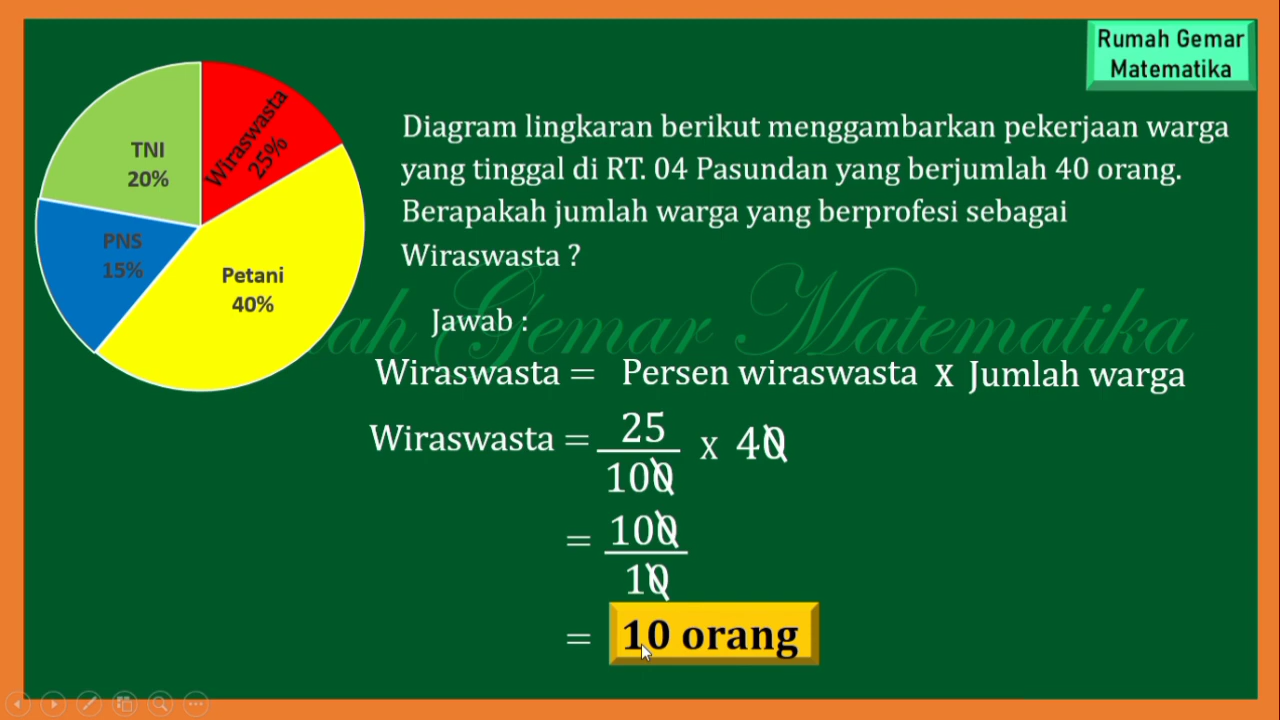 Rumah Gemar
Matematika
TNI
20%
Wiraswasta
25%
PNS
15%
Petani
40%
Diagram lingkaran berikut menggambarkan pekerjaan warga
yang tinggal di RT. 04 Pasundan yang berjumlah 40 orang.
Berapakah jumlah warga yang berprofesi sebagai
Wiraswasta ?
ah Gemar Matematika
Jawab :
Wiraswasta = Persen wiraswasta x Jumlah warga
Wiraswasta = 25 x 40
100
= 100
10
= 10 orang